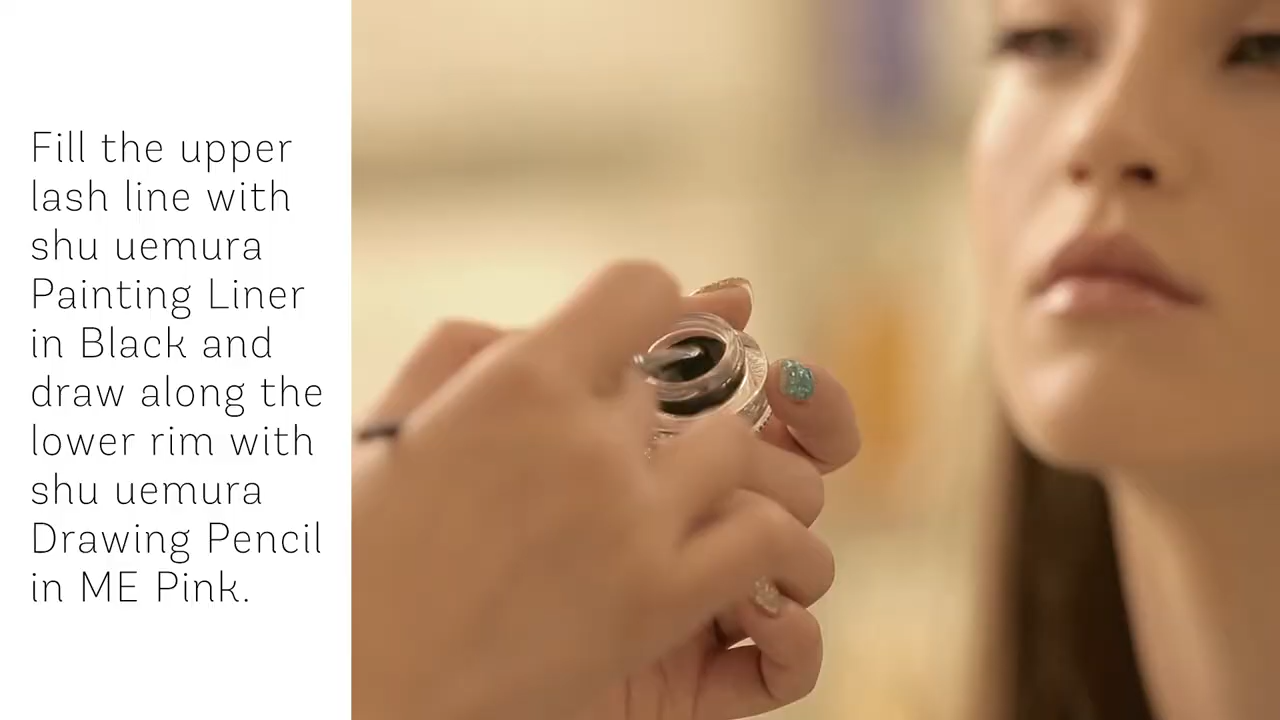 Fill the upper
lash line with
shu uemura
Painting Liner
in Black and
draw along the
lower rim with
shu uemura
Drawing Pencil
in ME Pink.